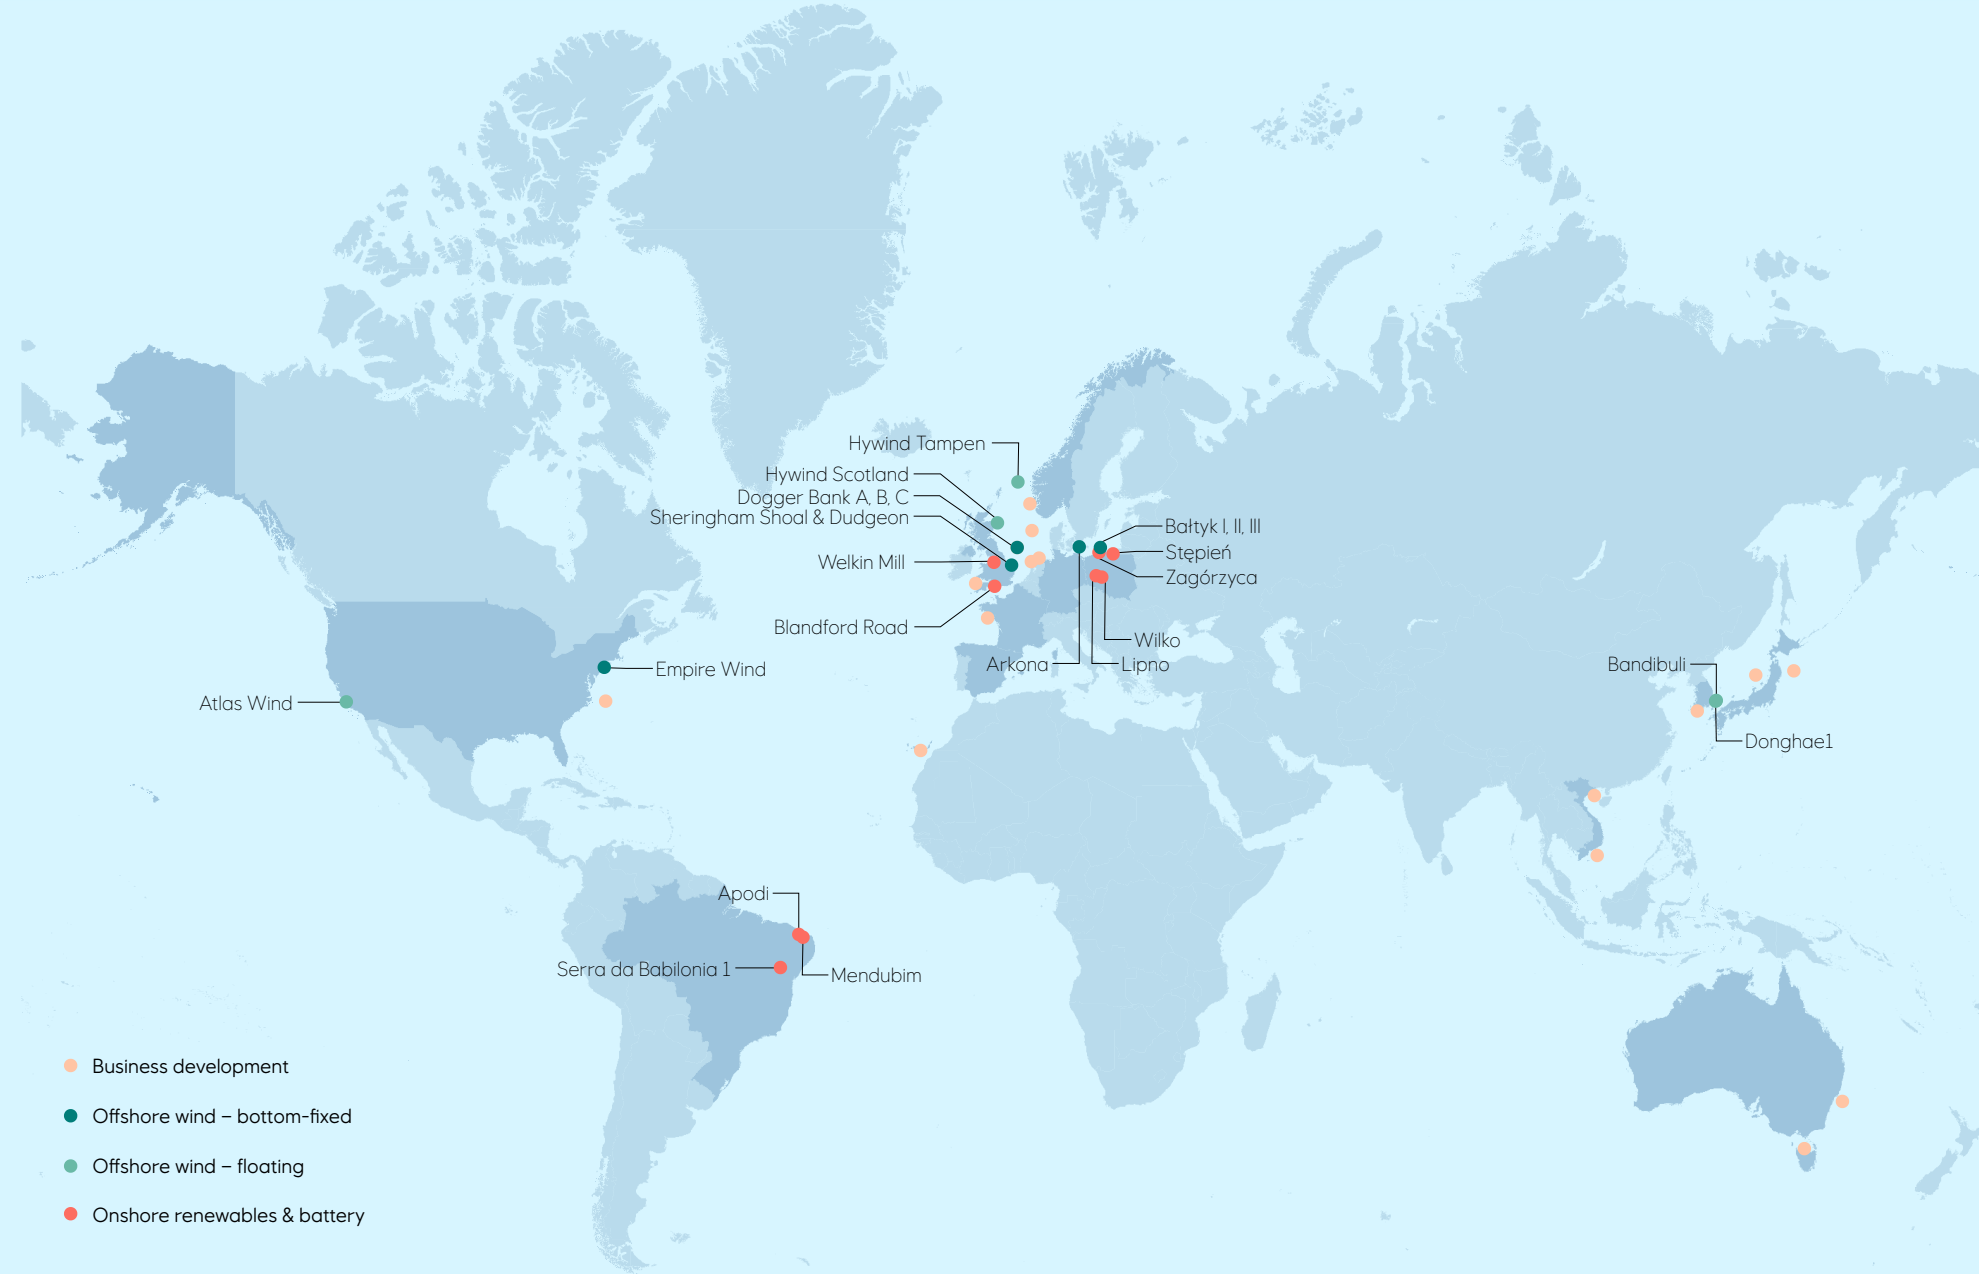 Hywind Tampen
Hywind Scotland
Dogger Bank A, B, C
Sheringham Shoal & Dudgeon
Welkin Mill
Blandford Road
Bałtyk I, II, III
Stępień
Zagórzyca
Wilko
Arkona
Lipno
Empire Wind
Atlas Wind
Bandibuli
Donghae1
Apodi
Serra da Babilonia 1
Mendubim
Business development
Offshore wind – bottom-fixed
Offshore wind – floating
Onshore renewables & battery